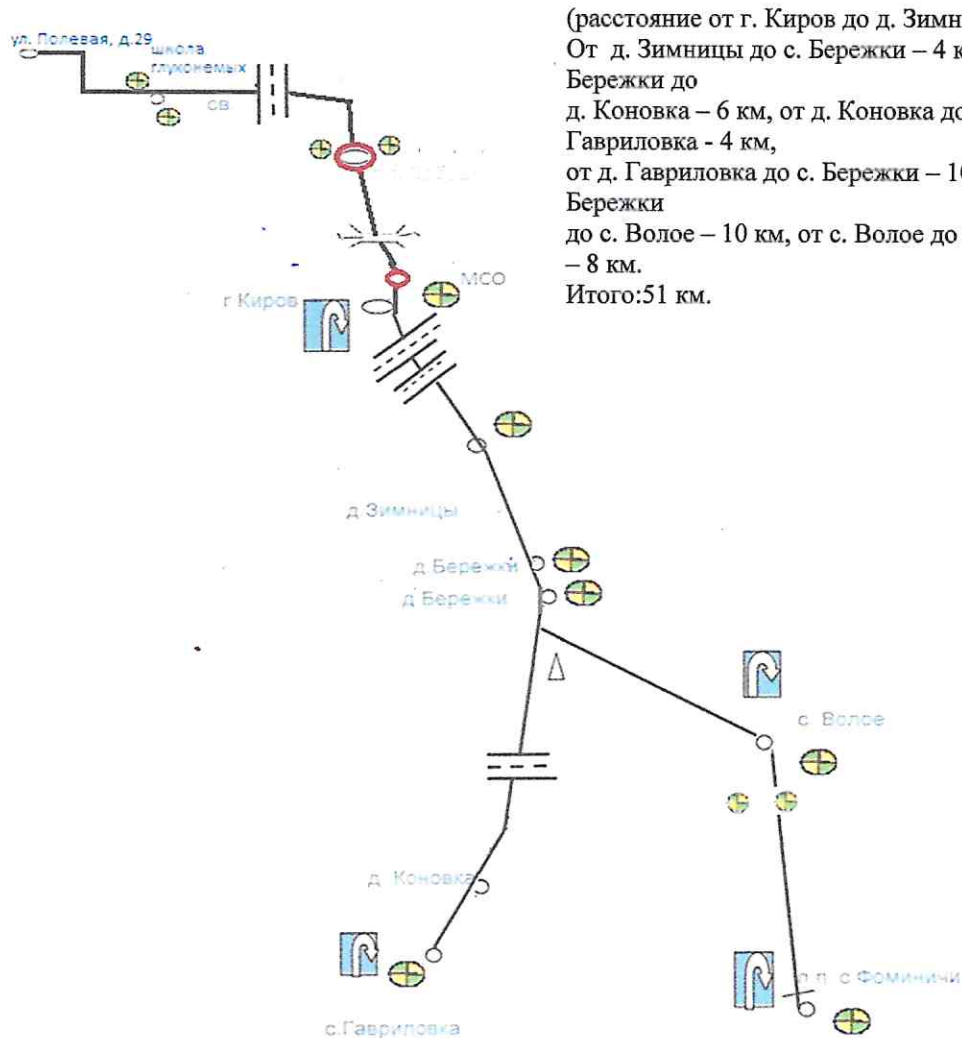 (расстояние от г. Киров до д. Зимн
От д. Зимницы до с. Бережки – 4 к
Бережки до
д. Коновка – 6 км, от д. Коновка до
Гавриловка - 4 км,
от д. Гавриловка до с. Бережки – 10
Бережки
до с. Волое – 10 км, от с. Волое до
– 8 км.
Итого:51 км.
ул. Полевая, д.29
школа
глухонемых
св
МСО
г Киров
д Зимницы
д Бережки
д Бережки
с Волое
д Коновка
с Фоминичи
с.Гавриловка